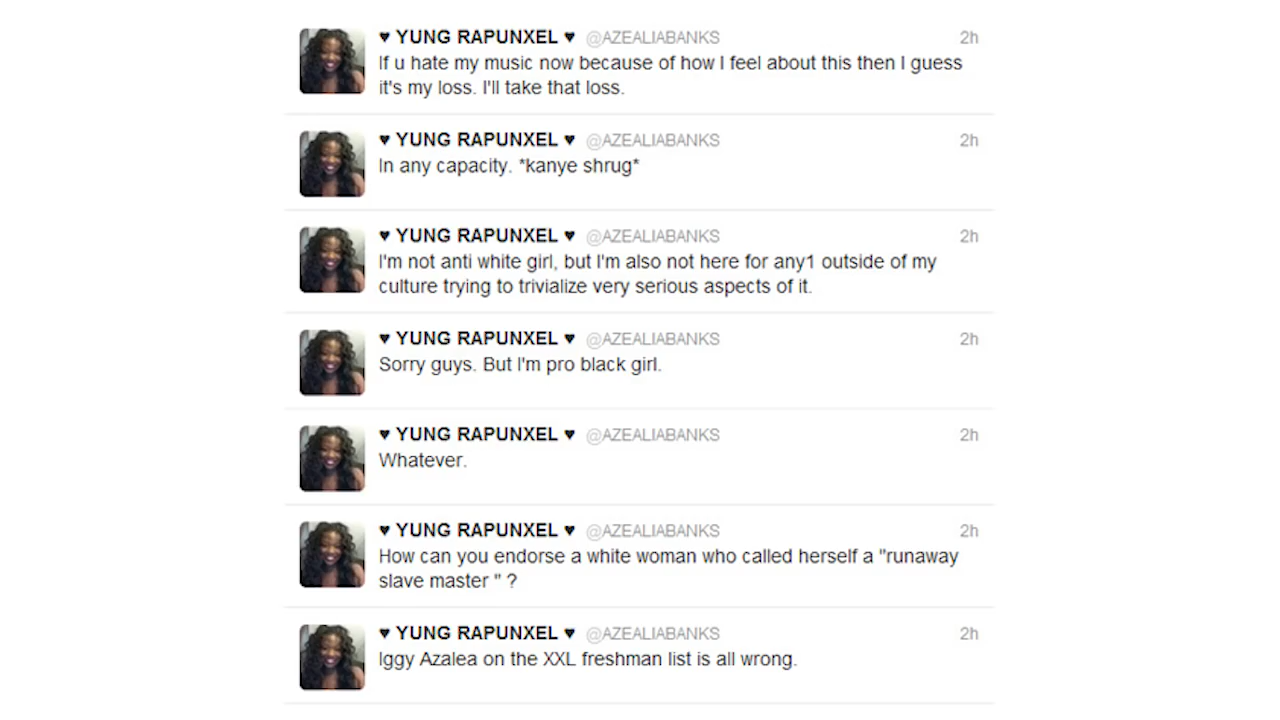 ♥ YUNG RAPUNXEL ♥ @AZEALIABANKS 2h
If u hate my music now because of how I feel about this then I guess
it's my loss. I'll take that loss.
♥ YUNG RAPUNXEL ♥ @AZEALIABANKS 2h
In any capacity. *kanye shrug*
♥ YUNG RAPUNXEL ♥ @AZEALIABANKS 2h
I'm not anti white girl, but I'm also not here for any1 outside of my
culture trying to trivialize very serious aspects of it.
♥ YUNG RAPUNXEL ♥ @AZEALIABANKS 2h
Sorry guys. But I'm pro black girl.
♥ YUNG RAPUNXEL ♥ @AZEALIABANKS 2h
Whatever.
♥ YUNG RAPUNXEL ♥ @AZEALIABANKS 2h
How can you endorse a white woman who called herself a "runaway
slave master " ?
♥ YUNG RAPUNXEL ♥ @AZEALIABANKS 2h
Iggy Azalea on the XXL freshman list is all wrong.